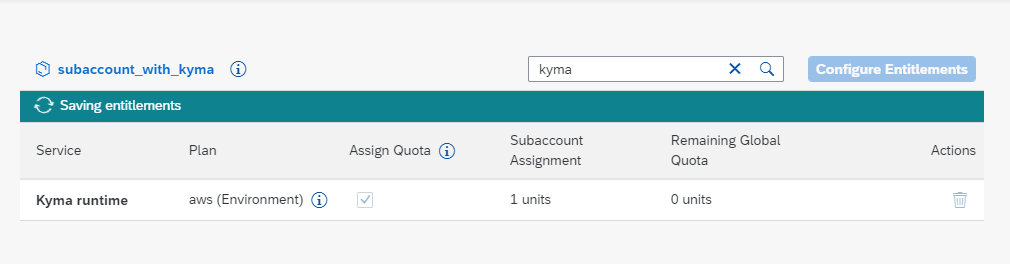 subaccount_with_kyma kyma Configure Entitlements
Saving entitlements
Service Plan Assign Quota Subaccount Assignment Remaining Global Quota Actions
Kyma runtime aws (Environment) 1 units 0 units